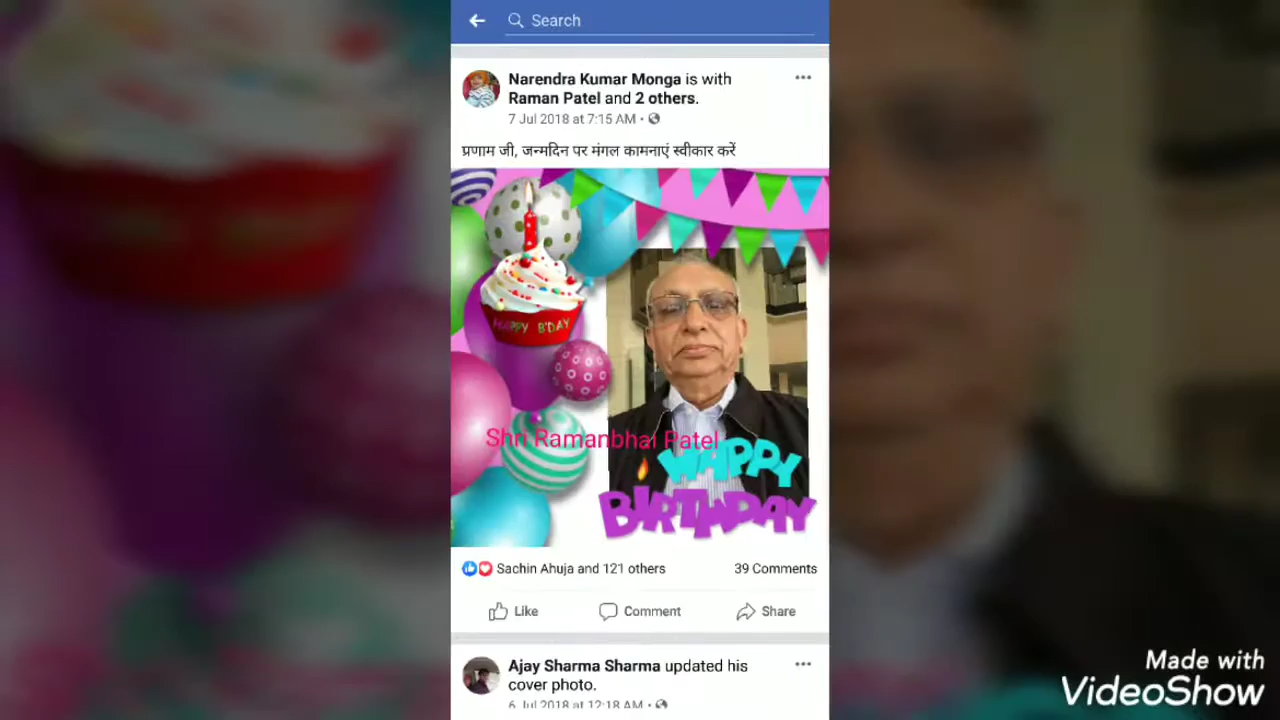 Search
Narendra Kumar Monga is with
Raman Patel and 2 others.
7 Jul 2018 at 7:15 AM •
प्रणाम जी, जन्मदिन पर मंगल कामनाएं स्वीकार करें
HAPPY B'DAY
Shri Ramanbhai Patel
HAPPY
BIRTHDAY
Sachin Ahuja and 121 others
39 Comments
Like
Comment
Share
Ajay Sharma Sharma updated his
cover photo.
6 Jul 2018 at 12:18 AM •
Made with
VideoShow